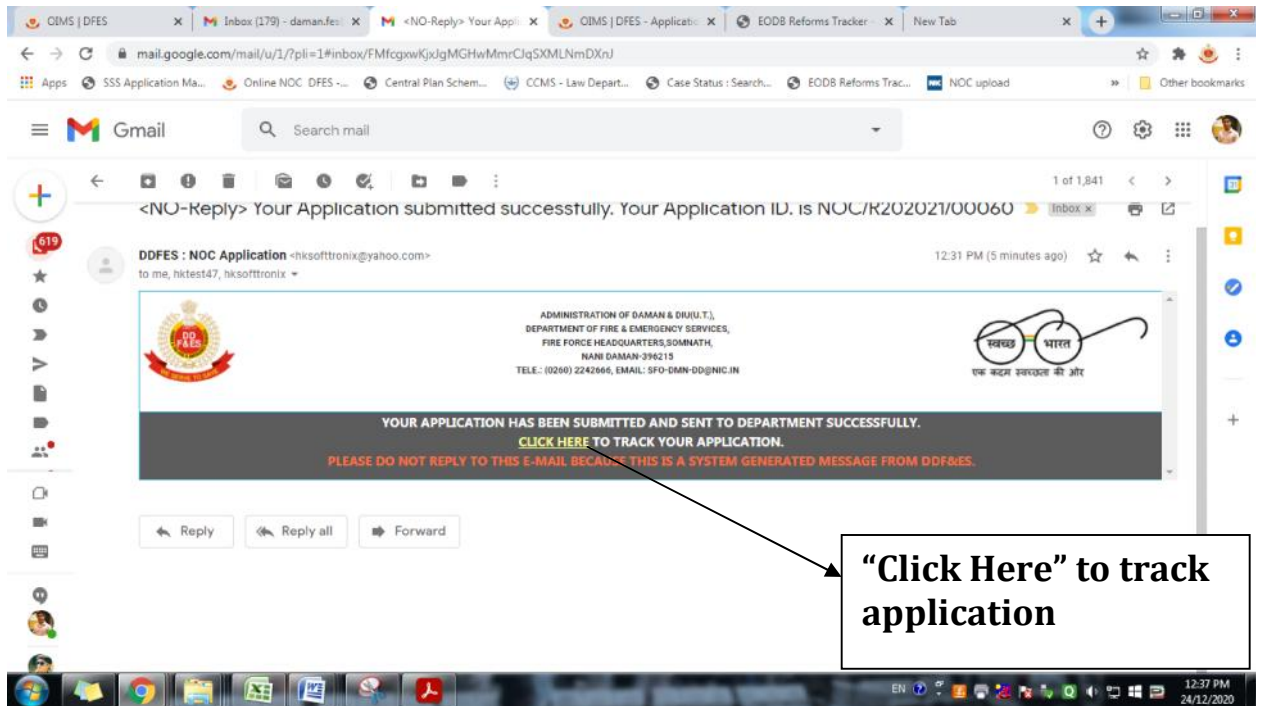 OIMS | DFES
Inbox (179) - daman.fes
<NO-Reply> Your Appli
OIMS | DFES - Applicatio
EODB Reforms Tracker -
New Tab
mail.google.com/mail/u/1/?pli=1#inbox/FMfcgxwKjxJgMGHwMmrCJqSXMLNmDXnJ
Apps
SSS Application Ma...
Online NOC DFES -...
Central Plan Schem...
CCMS - Law Depart...
Case Status : Search...
EODB Reforms Trac...
NOC upload
»
Other bookmarks
Gmail
Search mail
1 of 1,841
<NO-Reply> Your Application submitted successfully. Your Application ID. is NOC/R202021/00060
Inbox x
619
DDFES : NOC Application <hksofttronix@yahoo.com>
12:31 PM (5 minutes ago)
to me, hktest47, hksofttronix
DD
F&ES
WE SERVE TO SAVE
ADMINISTRATION OF DAMAN & DIU(U.T.),
DEPARTMENT OF FIRE & EMERGENCY SERVICES,
FIRE FORCE HEADQUARTERS,SOMNATH,
NANI DAMAN-396215
TELE.: (0260) 2242666, EMAIL: SFO-DMN-DD@NIC.IN
स्वच्छ भारत
एक कदम स्वच्छता की ओर
YOUR APPLICATION HAS BEEN SUBMITTED AND SENT TO DEPARTMENT SUCCESSFULLY.
CLICK HERE TO TRACK YOUR APPLICATION.
PLEASE DO NOT REPLY TO THIS E-MAIL BECAUSE THIS IS A SYSTEM GENERATED MESSAGE FROM DDF&ES.
Reply
Reply all
Forward
“Click Here” to track
application
31
EN
12:37 PM
24/12/2020